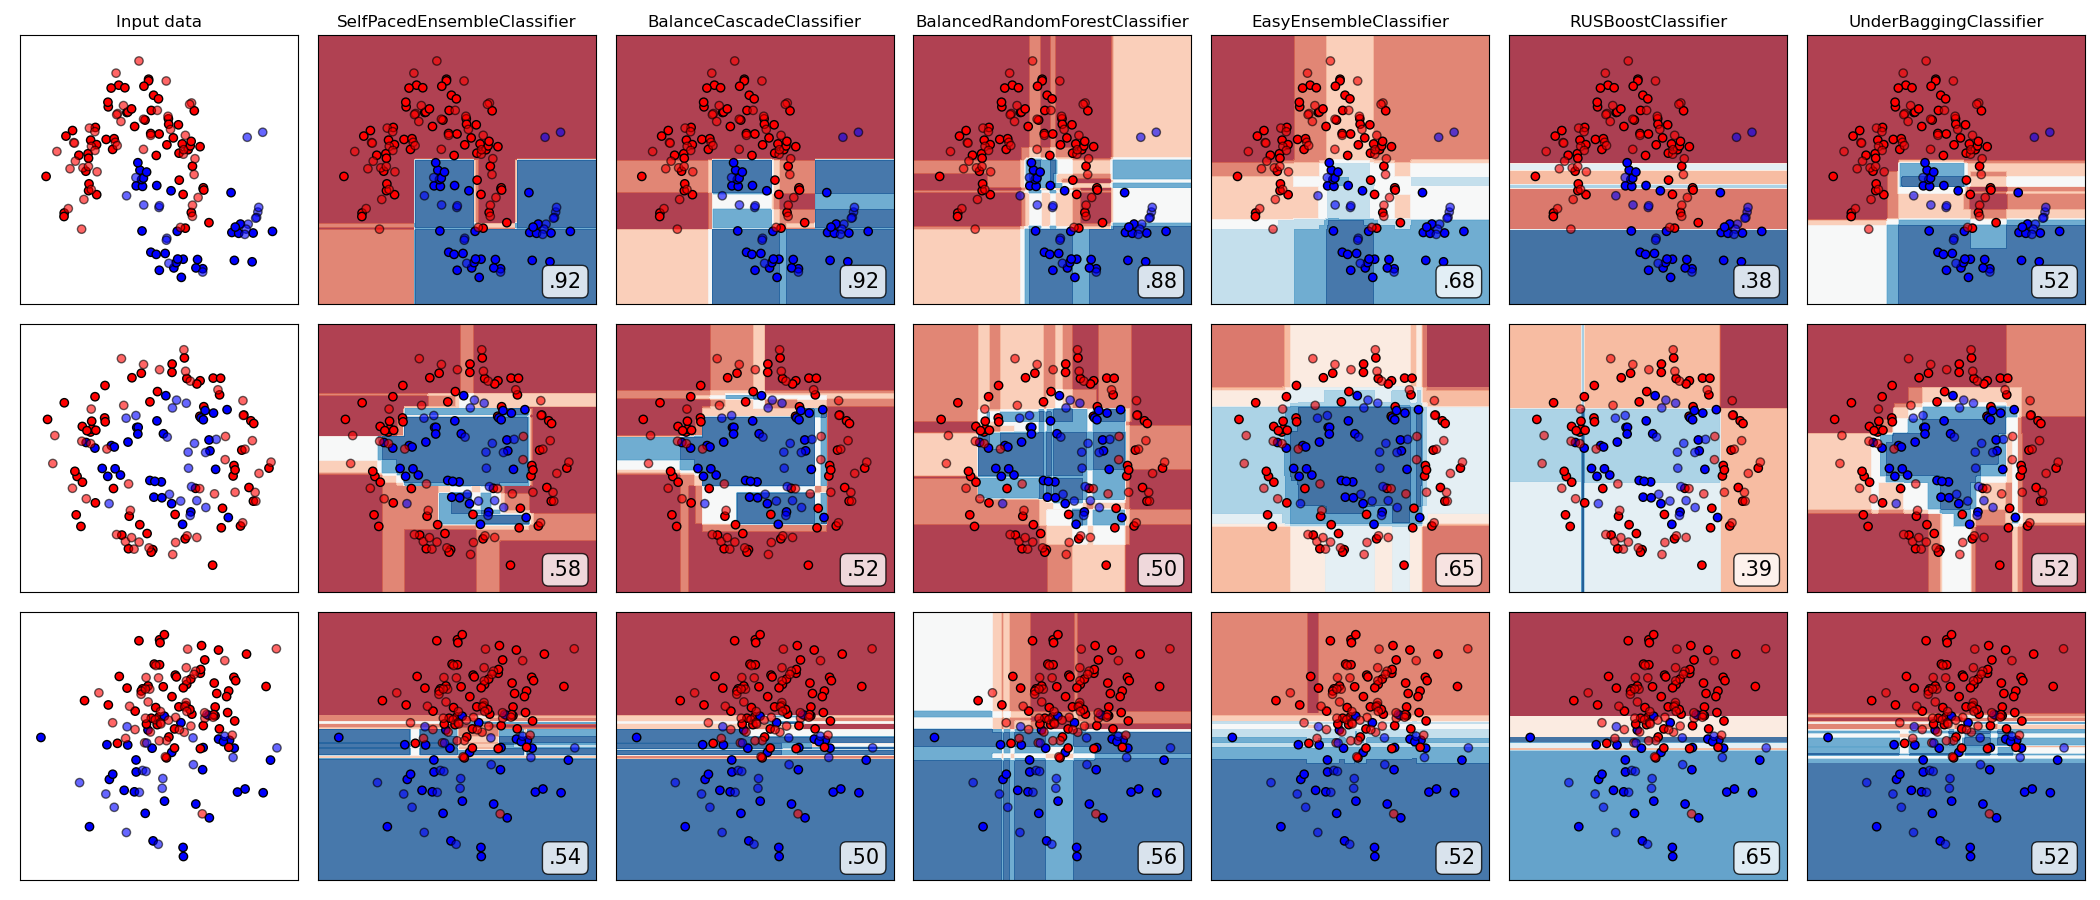 Input data
SelfPacedEnsembleClassifier
BalanceCascadeClassifier
BalancedRandomForestClassifier
EasyEnsembleClassifier
RUSBoostClassifier
UnderBaggingClassifier
.92
.92
.88
.68
.38
.52
.58
.52
.50
.65
.39
.52
.54
.50
.56
.52
.65
.52